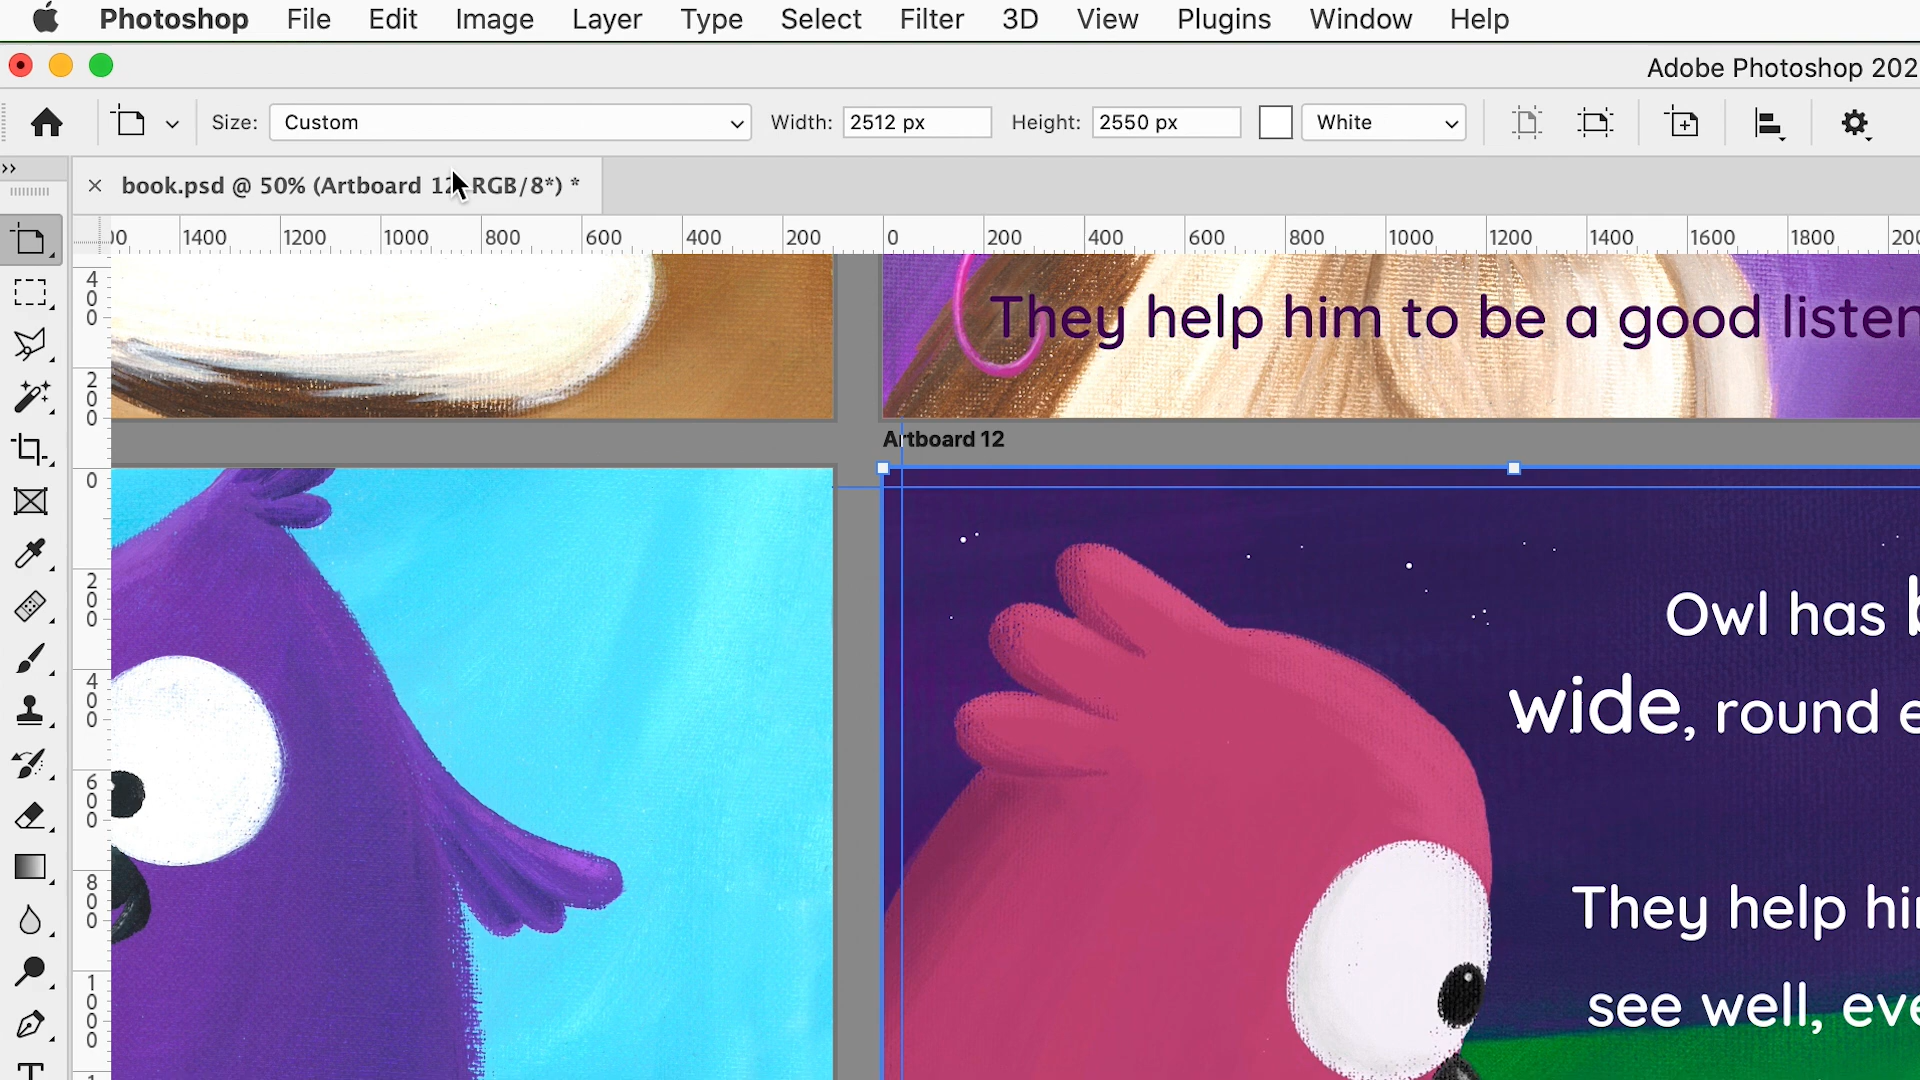 Photoshop File Edit Image Layer Type Select Filter 3D View Plugins Window Help
Adobe Photoshop 202
Size: Custom Width: 2512 px Height: 2550 px White
book.psd @ 50% (Artboard 12, RGB/8*) *
00 1400 1200 1000 800 600 400 200 0 200 400 600 800 1000 1200 1400 1600 1800 200
400
200
0
200
400
600
800
1000
They help him to be a good listen
Artboard 12
Owl has b
wide, round e
They help hi
see well, eve